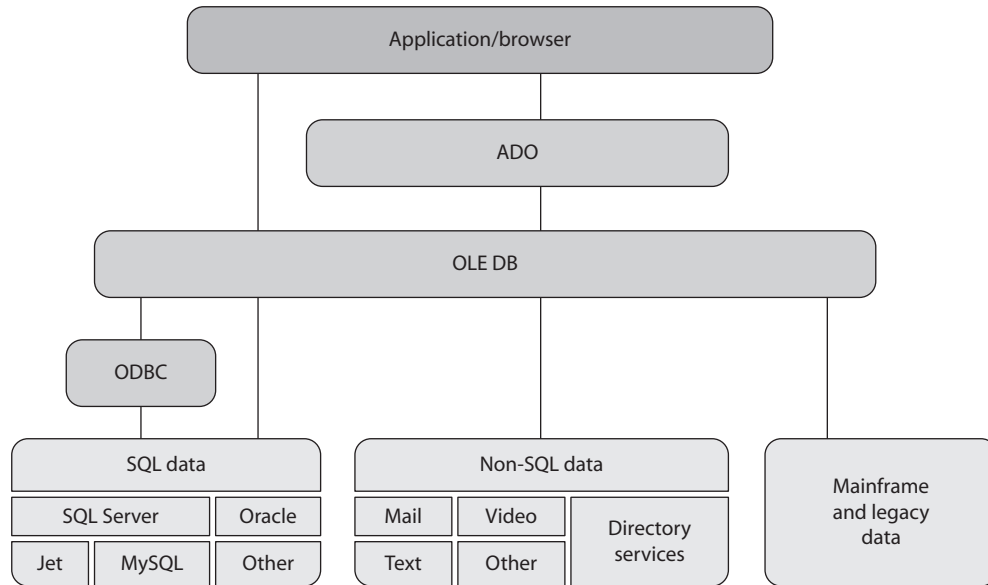 Application/browser
ADO
OLE DB
ODBC
SQL data
SQL Server
Oracle
Jet
MySQL
Other
Non-SQL data
Mail
Video
Directory
services
Text
Other
Mainframe
and legacy
data